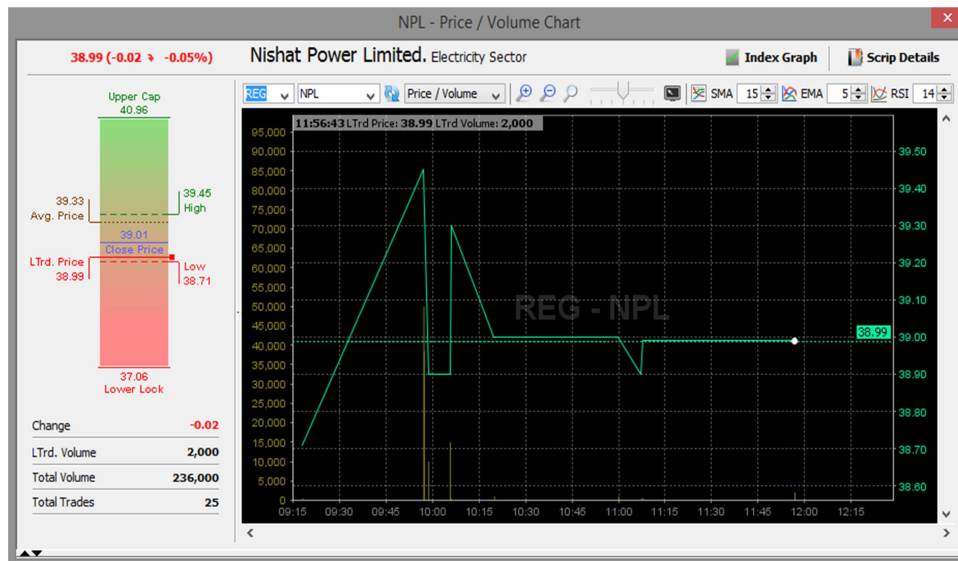 NPL - Price / Volume Chart
x
38.99 (-0.02 -0.05%)
Nishat Power Limited. Electricity Sector
Index Graph
Scrip Details
REG
NPL
Price / Volume
SMA 15
EMA 5
RSI 14
Upper Cap
40.96
39.33
Avg. Price
39.45
High
39.01
Close Price
LTrd. Price
38.99
Low
38.71
37.06
Lower Lock
Change -0.02
LTrd. Volume 2,000
Total Volume 236,000
Total Trades 25
11:56:43 LTrd Price: 38.99 LTrd Volume: 2,000
95,000
90,000
85,000
80,000
75,000
70,000
65,000
60,000
55,000
50,000
45,000
40,000
35,000
30,000
25,000
20,000
15,000
10,000
5,000
0
REG - NPL
39.50
39.40
39.30
39.20
39.10
38.99
39.00
38.90
38.80
38.70
38.60
09:15 09:30 09:45 10:00 10:15 10:30 10:45 11:00 11:15 11:30 11:45 12:00 12:15